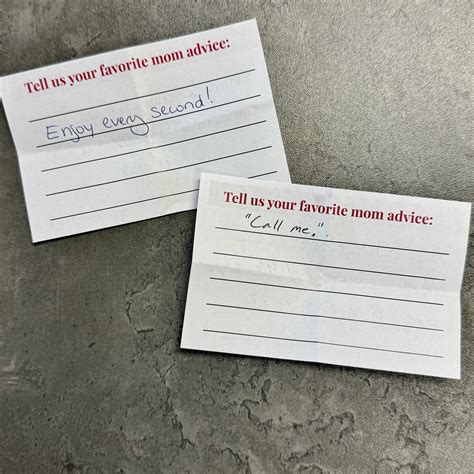 Tell us your favorite mom advice:
Enjoy every second!
Tell us your favorite mom advice:
"Call me.".